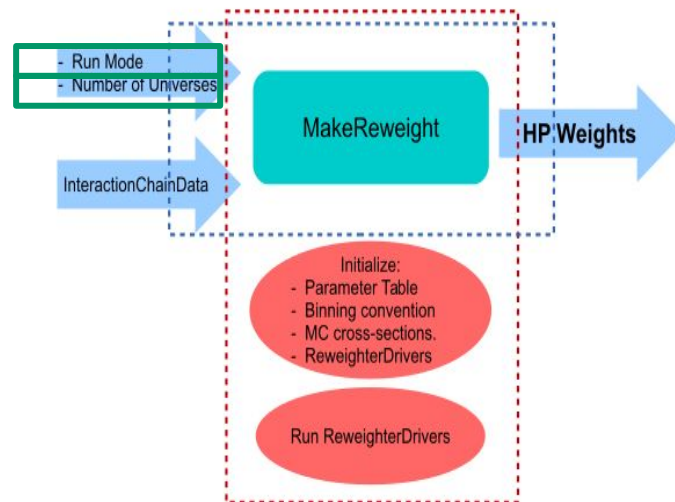 - Run Mode
- Number of Universes
MakeReweight
HP Weights
InteractionChainData
Initialize:
- Parameter Table
- Binning convention
- MC cross-sections.
- ReweighterDrivers
Run ReweighterDrivers